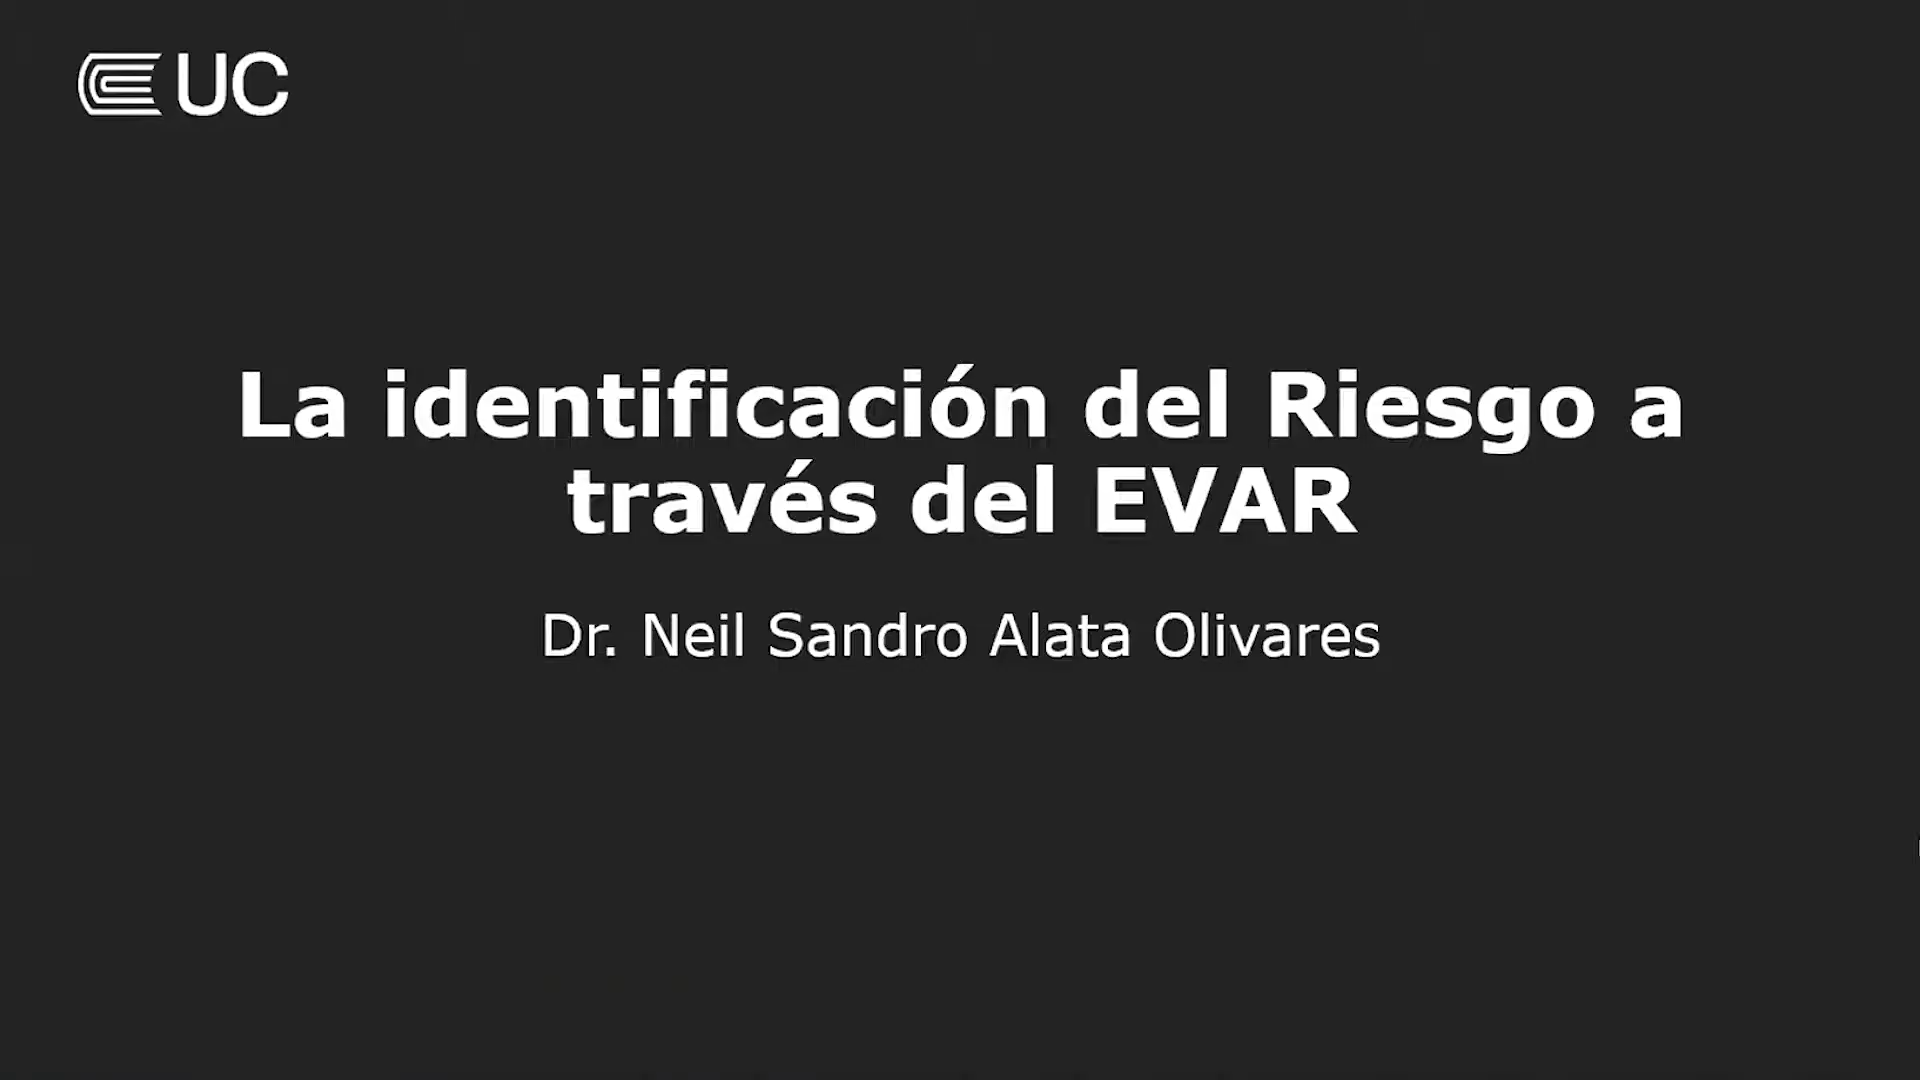 UC
La identificación del Riesgo a
través del EVAR
Dr. Neil Sandro Alata Olivares